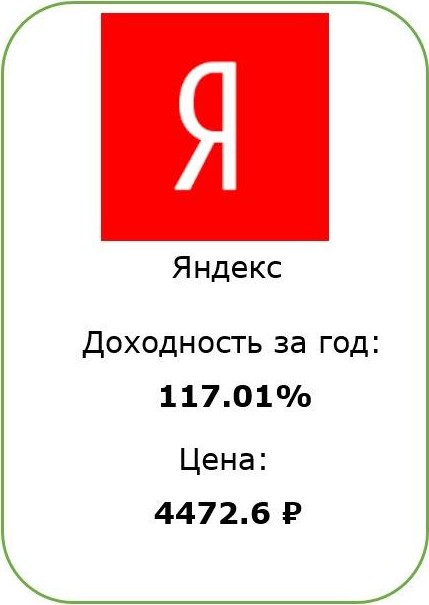 Я
Яндекс
Доходность за год:
117.01%
Цена:
4472.6 ₽